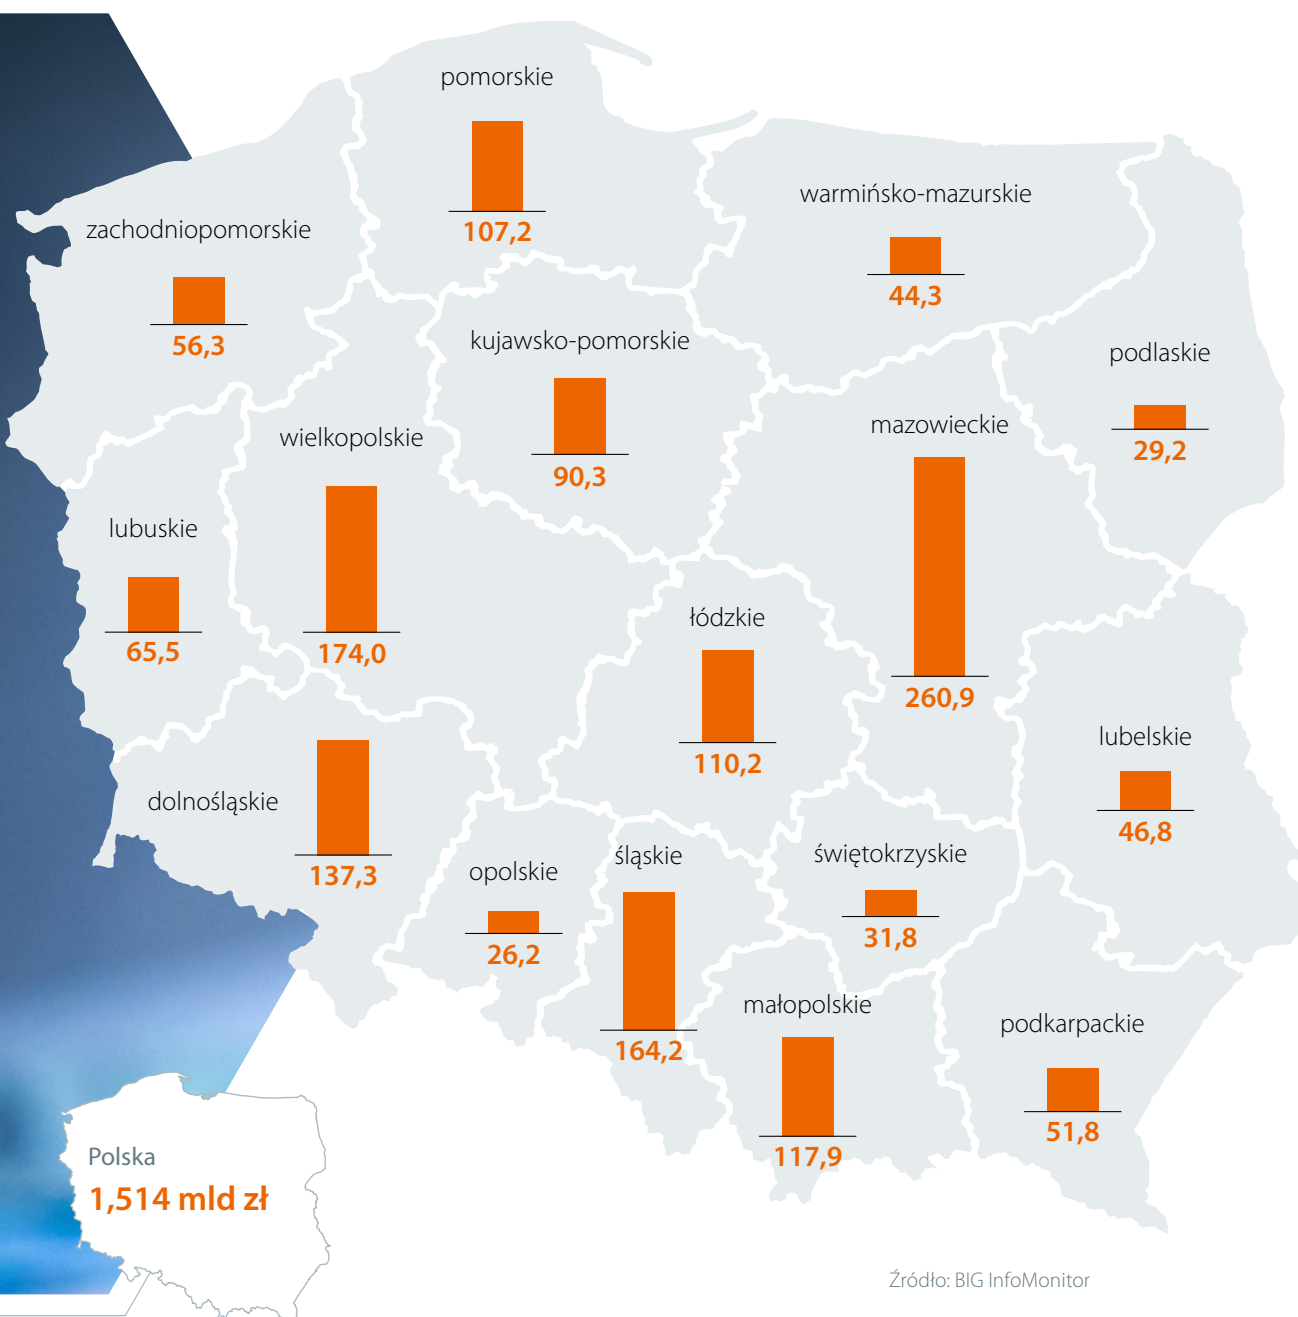 pomorskie
107,2
warmińsko-mazurskie
44,3
zachodniopomorskie
56,3
kujawsko-pomorskie
90,3
podlaskie
29,2
mazowieckie
260,9
wielkopolskie
174,0
lubuskie
65,5
łódzkie
110,2
lubelskie
46,8
dolnośląskie
137,3
opolskie
26,2
śląskie
164,2
świętokrzyskie
31,8
małopolskie
117,9
podkarpackie
51,8
Polska
1,514 mld zł
Źródło: BIG InfoMonitor